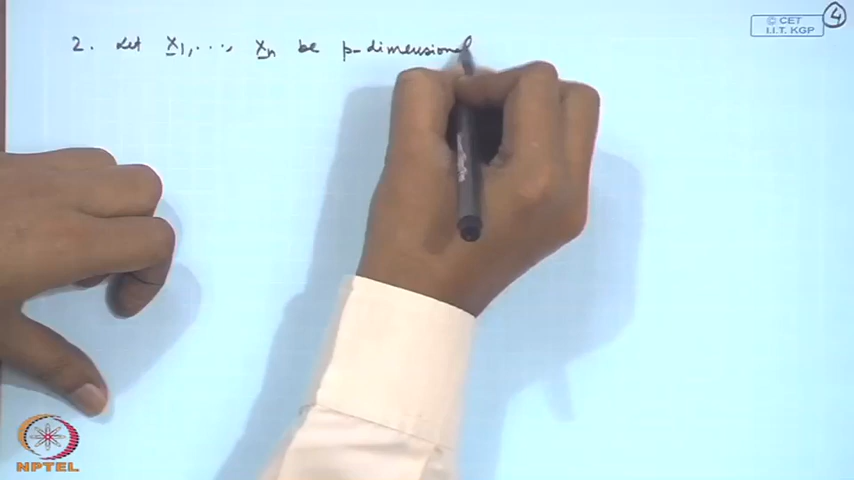 2. Let x1, ..., xn be p-dimensional
© CET
I.I.T. KGP
4
NPTEL